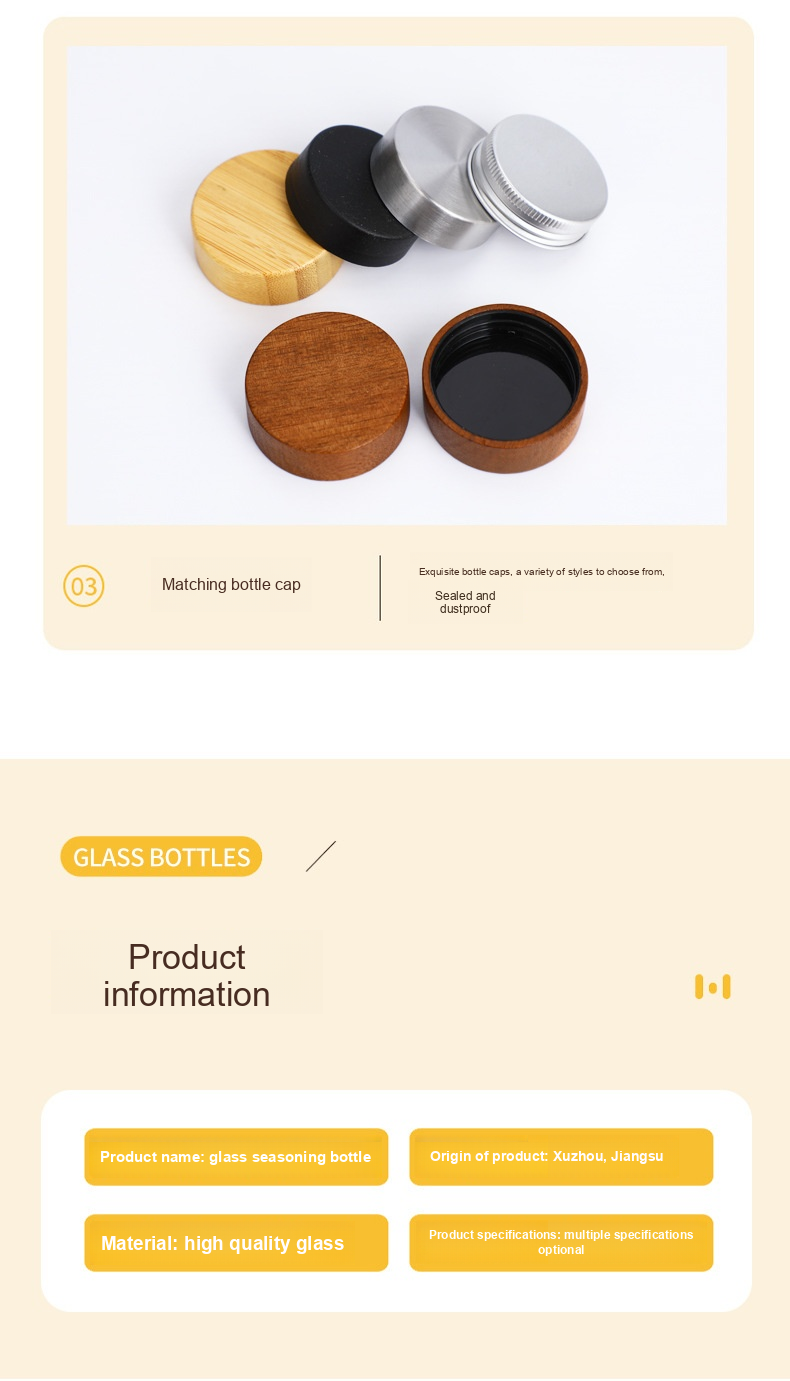 03
Matching bottle cap
Exquisite bottle caps, a variety of styles to choose from,
Sealed and
dustproof
GLASS BOTTLES
Product
information
Product name: glass seasoning bottle
Origin of product: Xuzhou, Jiangsu
Material: high quality glass
Product specifications: multiple specifications
optional